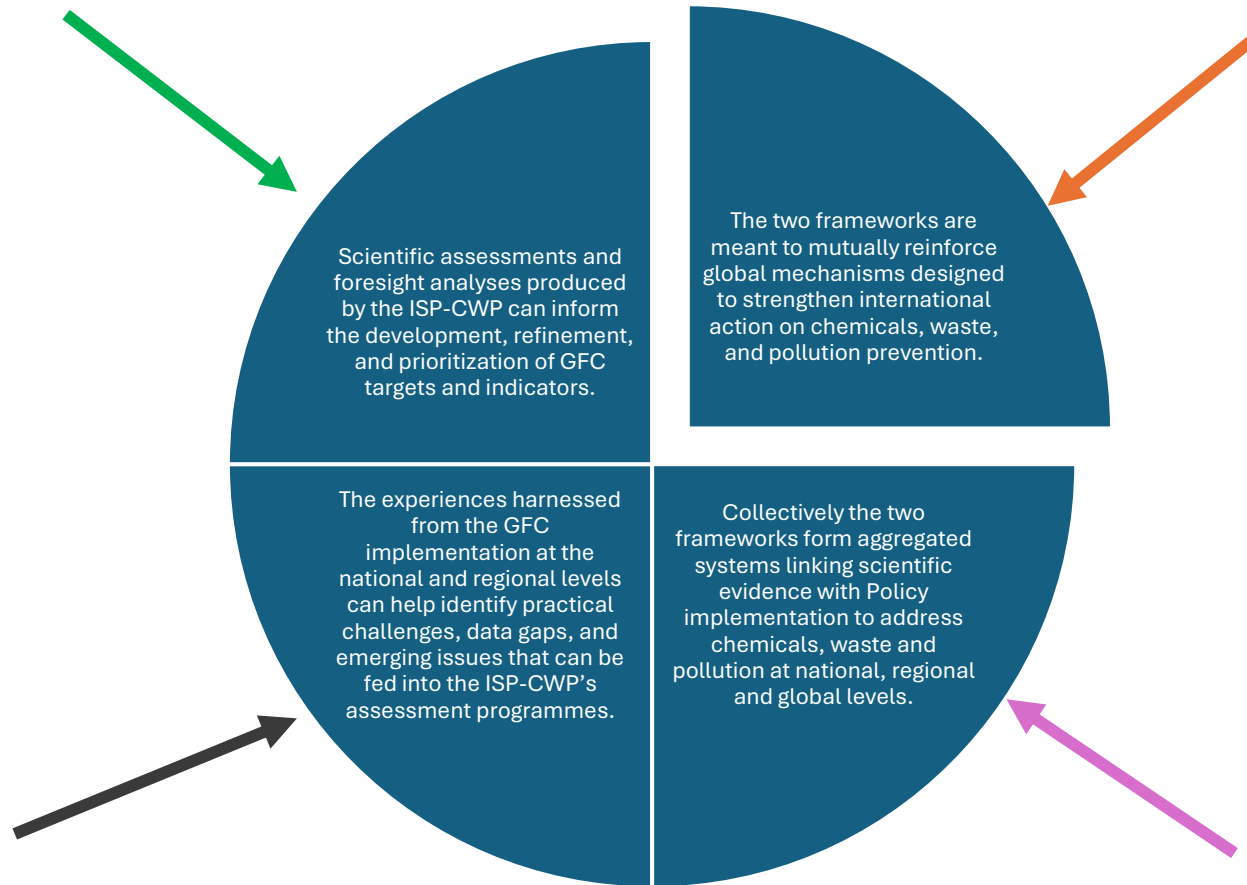 Scientific assessments and
foresight analyses produced
by the ISP-CWP can inform
the development, refinement,
and prioritization of GFC
targets and indicators.
The two frameworks are
meant to mutually reinforce
global mechanisms designed
to strengthen international
action on chemicals, waste,
and pollution prevention.
The experiences harnessed
from the GFC
implementation at the
national and regional levels
can help identify practical
challenges, data gaps, and
emerging issues that can be
fed into the ISP-CWP’s
assessment programmes.
Collectively the two
frameworks form aggregated
systems linking scientific
evidence with Policy
implementation to address
chemicals, waste and
pollution at national, regional
and global levels.